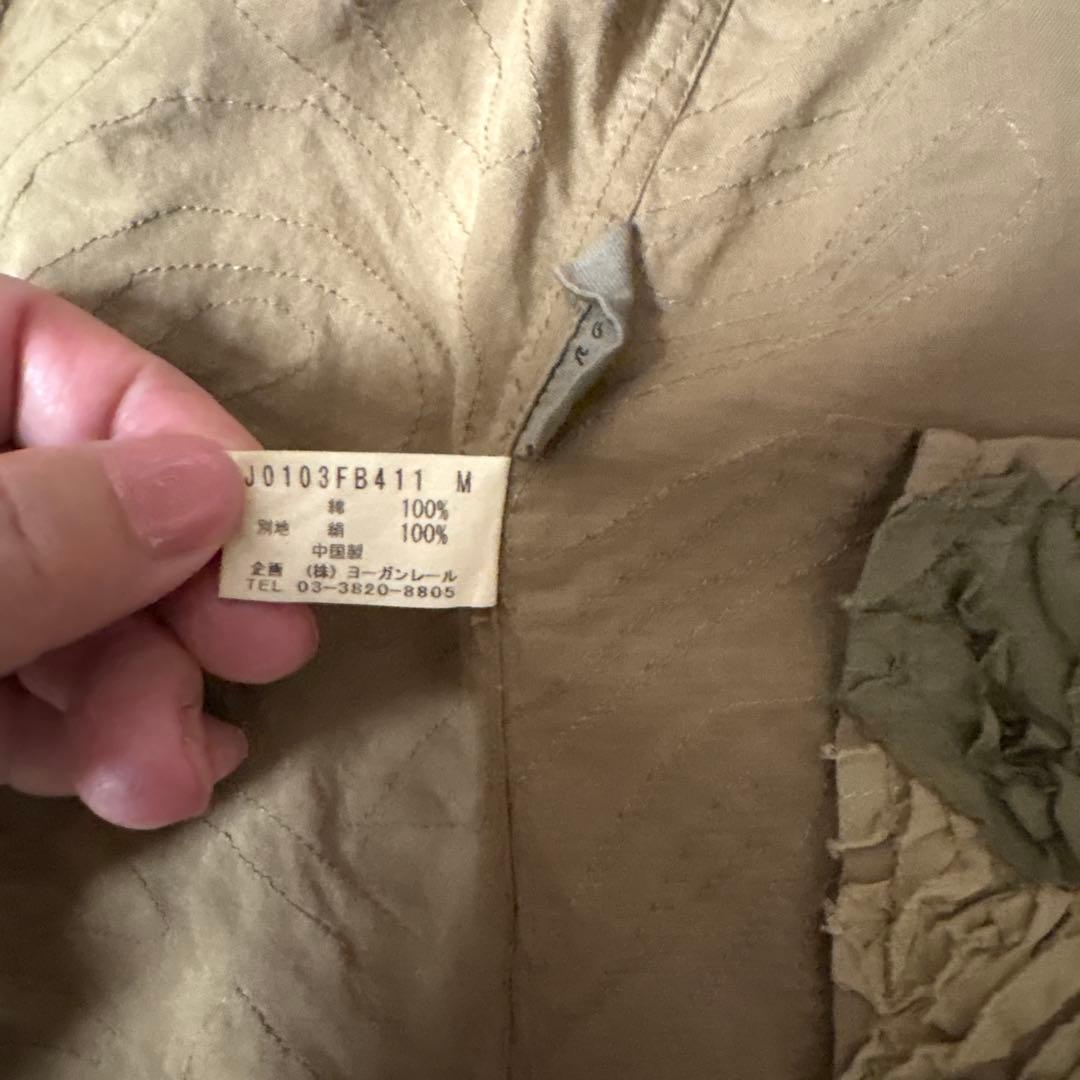 J0103FB411 M
綿 100%
別地 絹 100%
中国製
企画 (株) ヨーガンレール
TEL 03-3820-8805